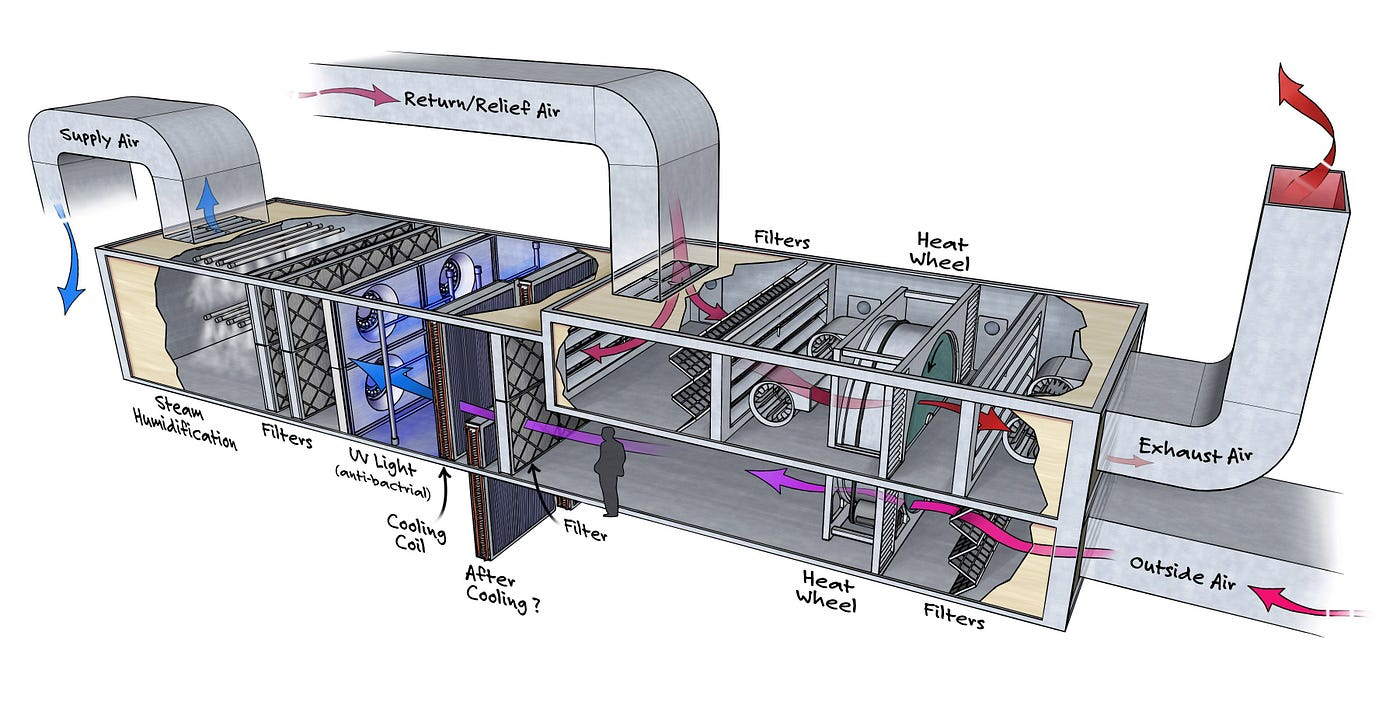 Supply Air
Return/Relief Air
Filters
Heat
Wheel
Steam
Humidification
Filters
UV Light
(anti-bactrial)
Cooling
Coil
After
Cooling?
Filter
Heat
Wheel
Filters
Exhaust Air
Outside Air